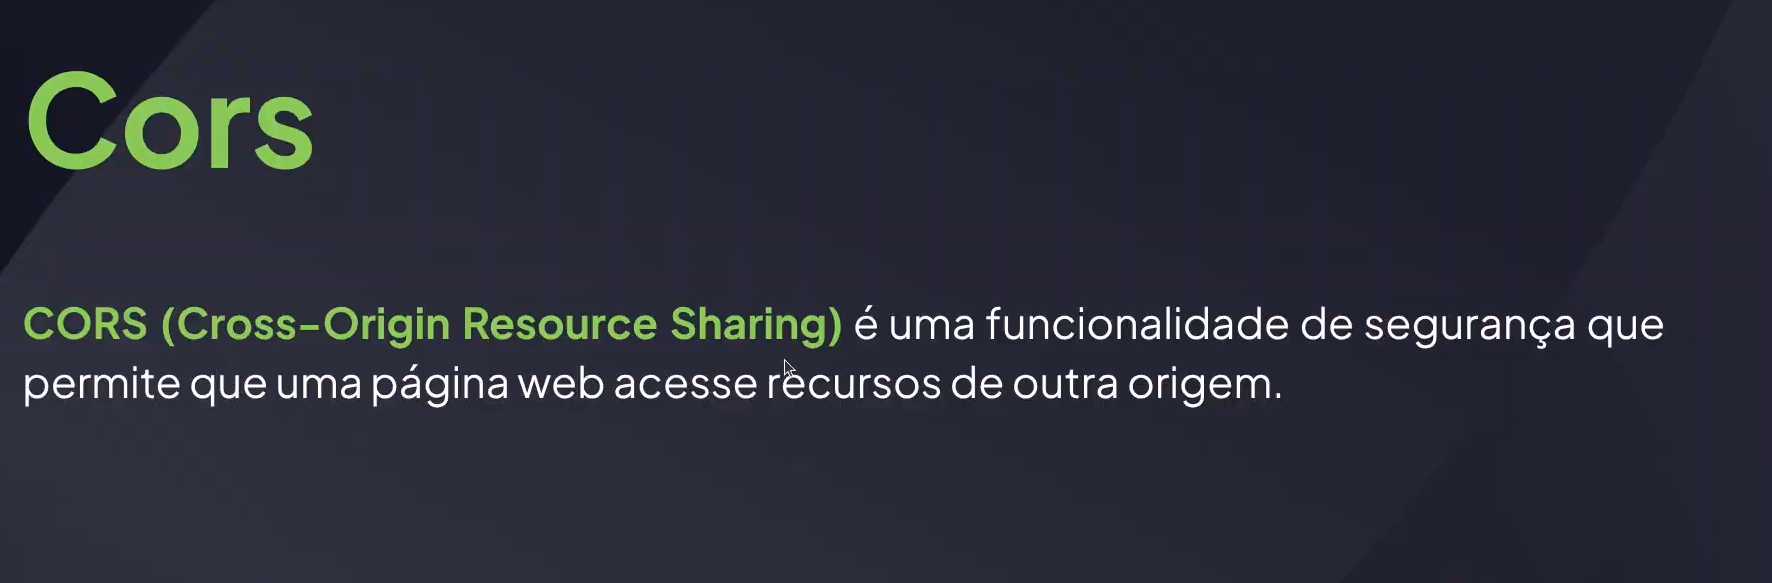 Cors
CORS (Cross-Origin Resource Sharing) é uma funcionalidade de segurança que
permite que uma página web acesse recursos de outra origem.